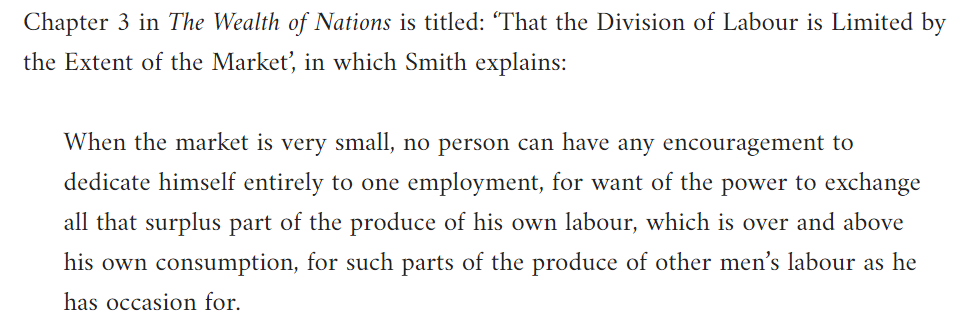 Chapter 3 in The Wealth of Nations is titled: ‘That the Division of Labour is Limited by
the Extent of the Market’, in which Smith explains:
When the market is very small, no person can have any encouragement to
dedicate himself entirely to one employment, for want of the power to exchange
all that surplus part of the produce of his own labour, which is over and above
his own consumption, for such parts of the produce of other men’s labour as he
has occasion for.